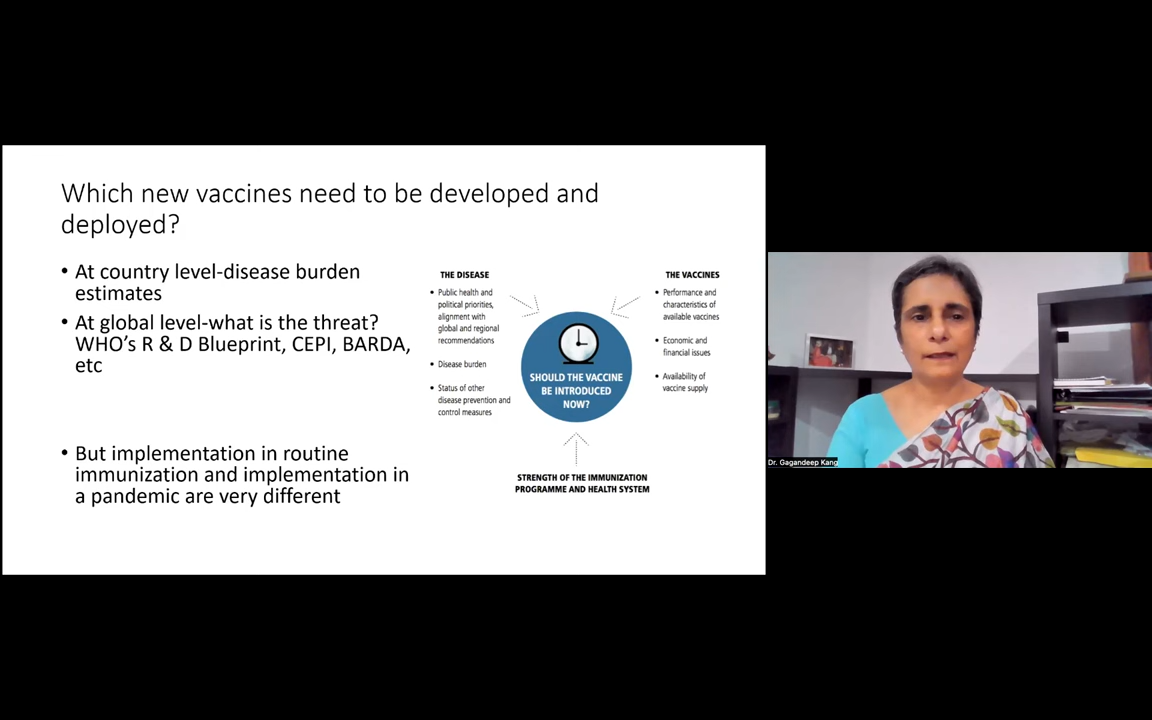 Which new vaccines need to be developed and
deployed?
• At country level-disease burden
estimates
• At global level-what is the threat?
WHO's R & D Blueprint, CEPI, BARDA,
etc
• But implementation in routine
immunization and implementation in
a pandemic are very different
THE DISEASE
• Public health and
political priorities,
alignment with
global and regional
recommendations
• Disease burden
• Status of other
disease prevention and
control measures
THE VACCINES
• Performance and
characteristics of
available vaccines
• Economic and
financial issues
• Availability of
vaccine supply
SHOULD THE VACCINE
BE INTRODUCED
NOW?
STRENGTH OF THE IMMUNIZATION
PROGRAMME AND HEALTH SYSTEM
Dr. Gagandeep Kang